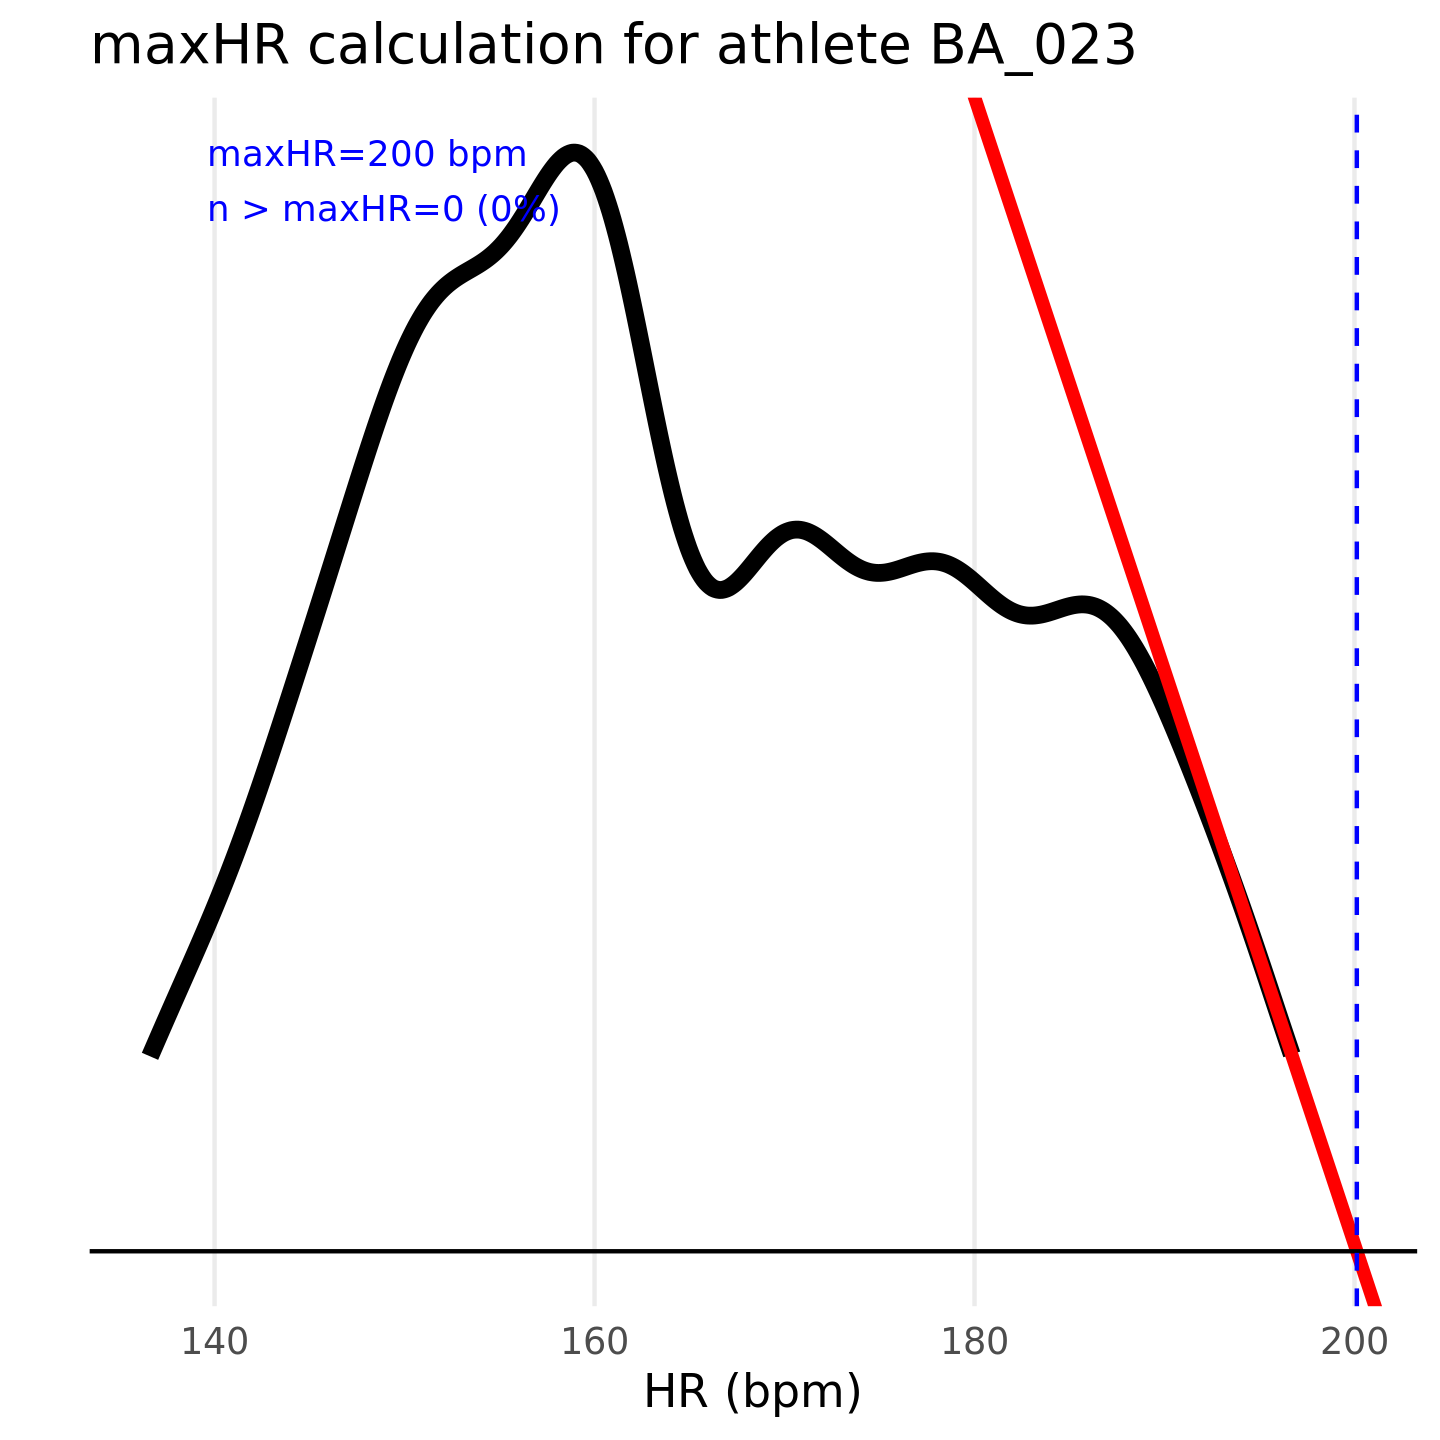 maxHR calculation for athlete BA_023
maxHR=200 bpm
n > maxHR=0 (0%)
140 160 180 200
HR (bpm)